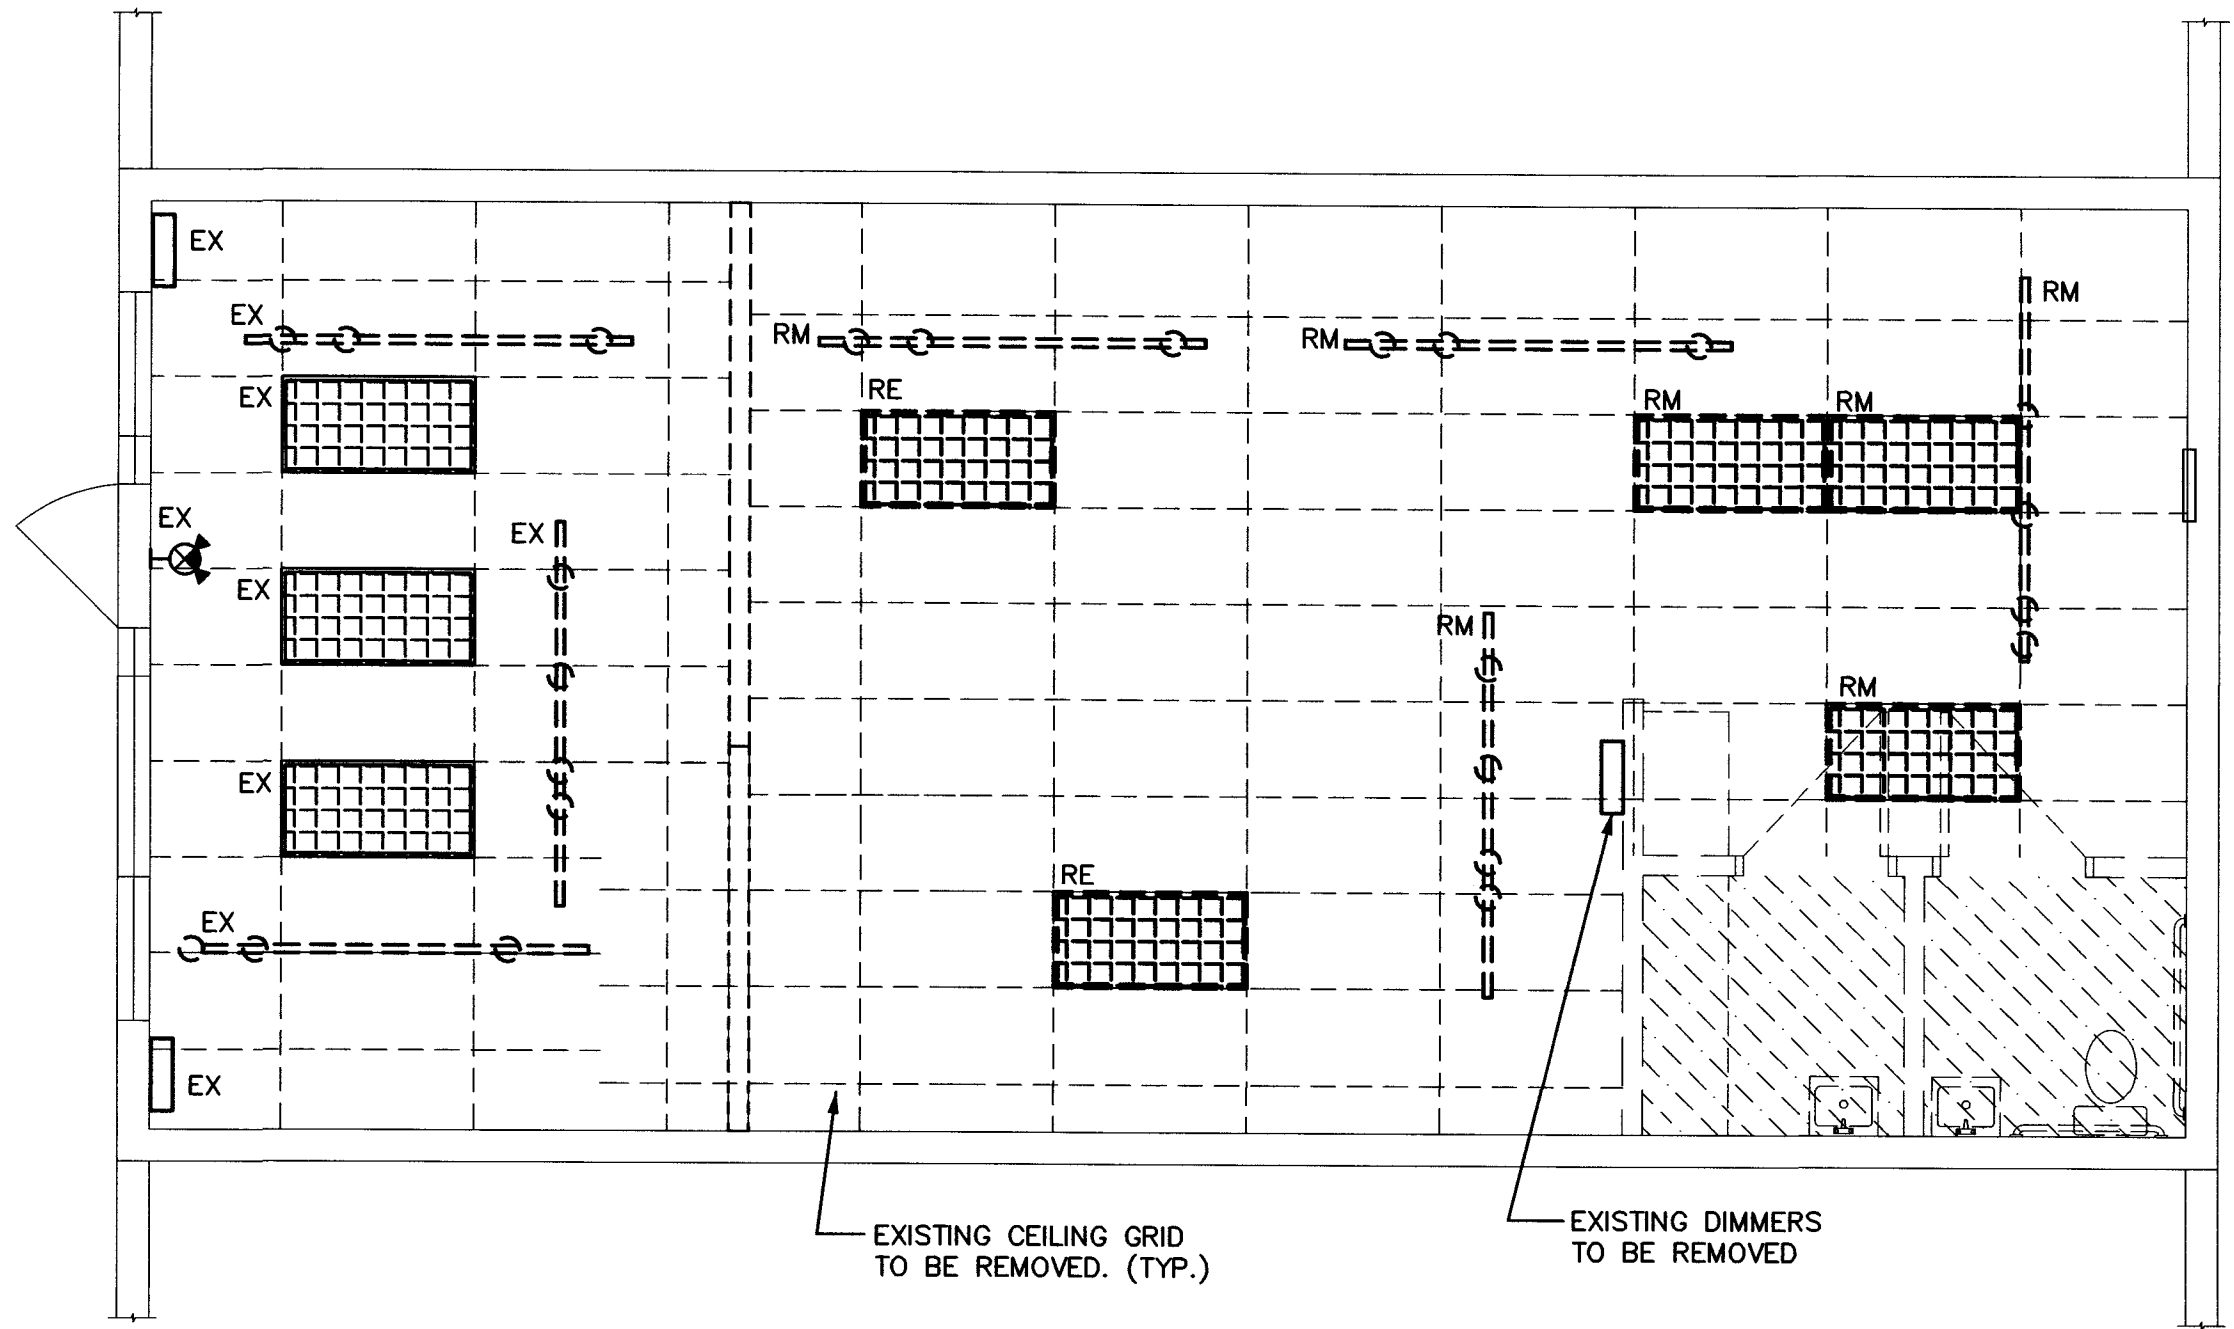 EX
RM
EX
RM
RM
RE
EX
RM
RM
EX
EX
EX
RM
RM
EX
RE
EX
EX
EXISTING CEILING GRID
TO BE REMOVED. (TYP.)
EXISTING DIMMERS
TO BE REMOVED